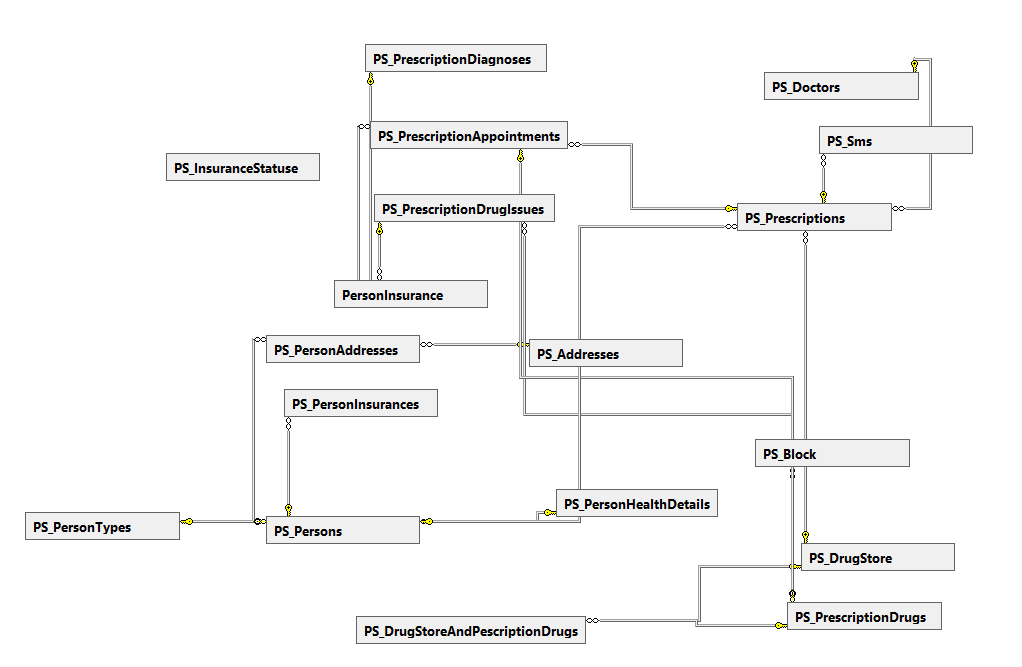 PS_PrescriptionDiagnoses
PS_Doctors
PS_PrescriptionAppointments
PS_Sms
PS_InsuranceStatuse
PS_PrescriptionDrugIssues
PS_Prescriptions
PersonInsurance
PS_PersonAddresses
PS_Addresses
PS_PersonInsurances
PS_Block
PS_PersonHealthDetails
PS_PersonTypes
PS_Persons
PS_DrugStore
PS_PrescriptionDrugs
PS_DrugStoreAndPescriptionDrugs